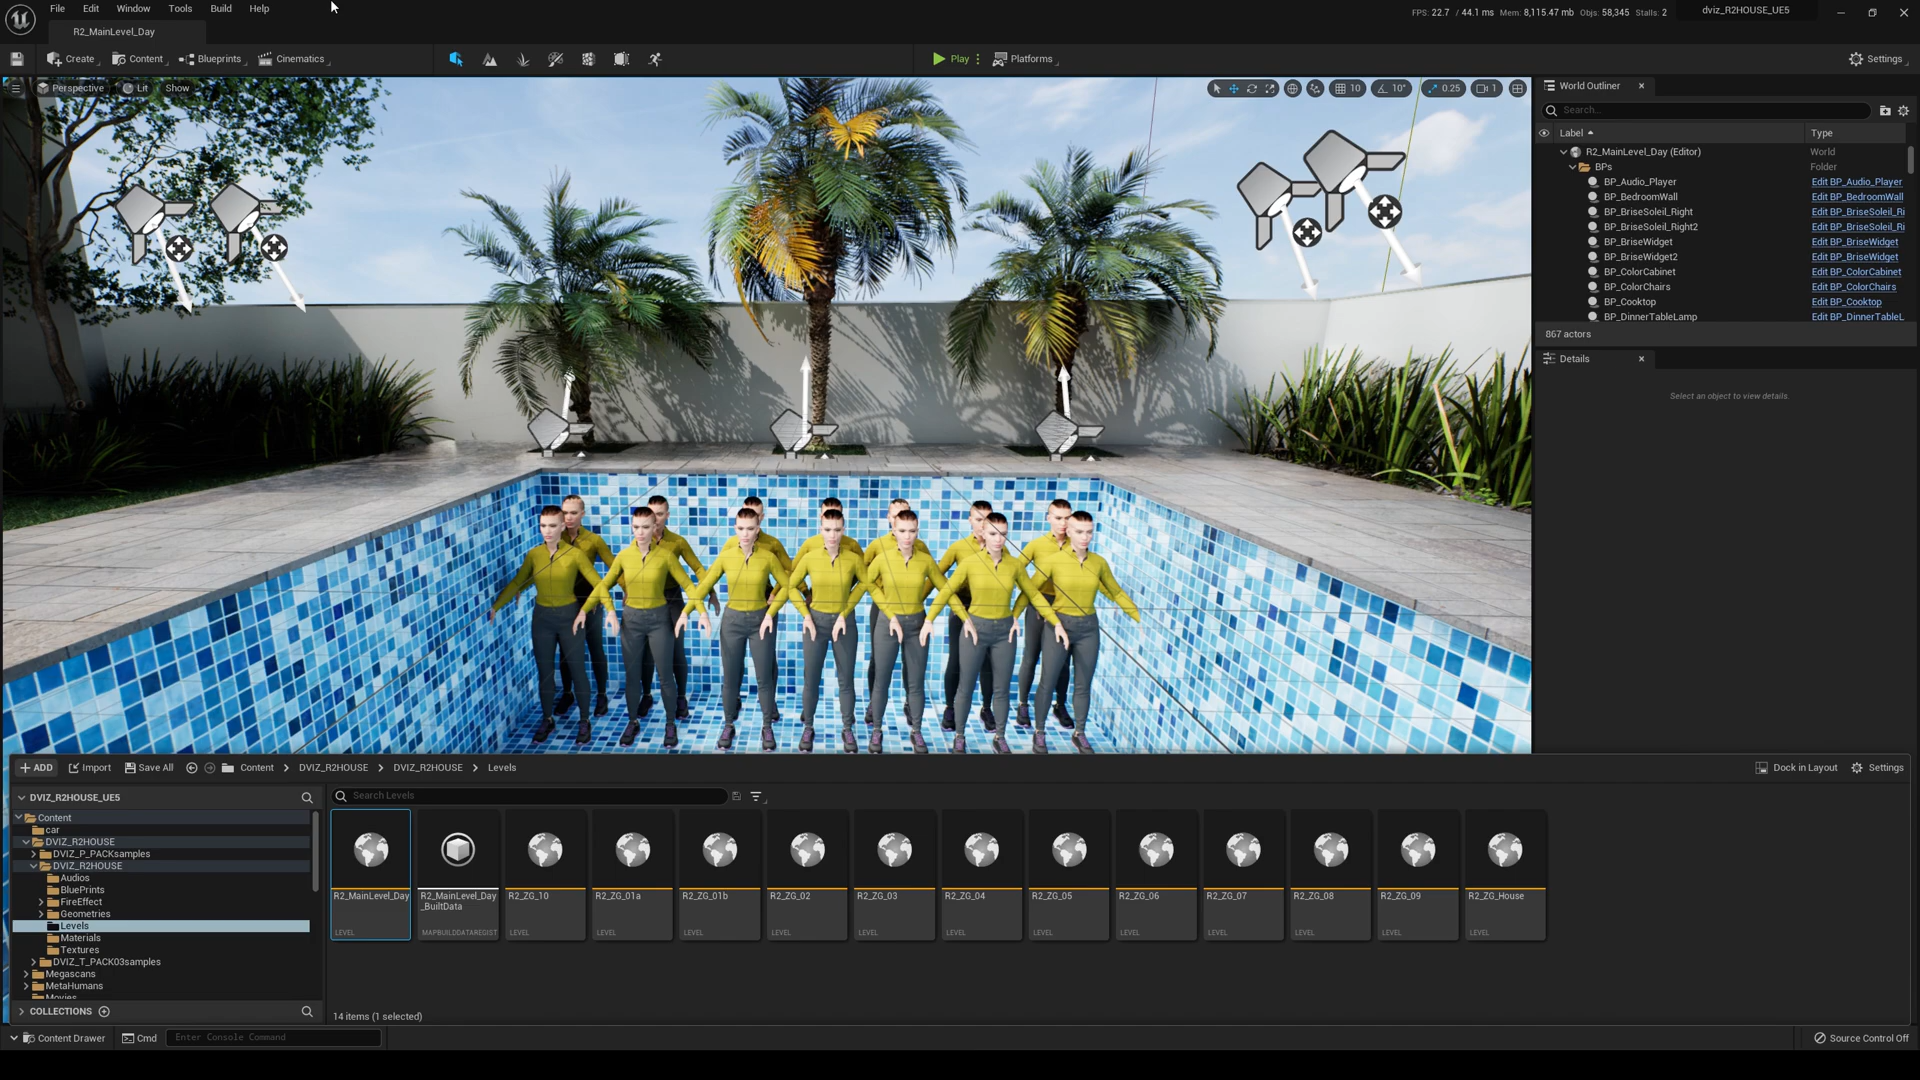 File Edit Window Tools Build Help
FPS: 22.7 / 44.1 ms Mem: 8,115.47 mb Objs: 58,345 Stalls: 2
dviz_R2HOUSE_UE5
R2_MainLevel_Day
Create Content Blueprints Cinematics Play Platforms Settings
Perspective Lit Show 10 10° 0.25 1
World Outliner
Search...
Label Type
R2_MainLevel_Day (Editor) World
BPs Folder
BP_Audio_Player Edit BP_Audio_Player
BP_BedroomWall Edit BP_BedroomWall
BP_BriseSoleil_Right Edit BP_BriseSoleil_Ri
BP_BriseSoleil_Right2 Edit BP_BriseSoleil_Ri
BP_BriseWidget Edit BP_BriseWidget
BP_BriseWidget2 Edit BP_BriseWidget
BP_ColorCabinet Edit BP_ColorCabinet
BP_ColorChairs Edit BP_ColorChairs
BP_Cooktop Edit BP_Cooktop
BP_DinnerTableLamp Edit BP_DinnerTableL
867 actors
Details
Select an object to view details.
ADD Import Save All Content DVIZ_R2HOUSE DVIZ_R2HOUSE Levels Dock in Layout Settings
DVIZ_R2HOUSE_UE5
Content
car
DVIZ_R2HOUSE
DVIZ_P_PACKsamples
DVIZ_R2HOUSE
Audios
BluePrints
FireEffect
Geometries
Levels
Materials
Textures
DVIZ_T_PACK03samples
Megascans
MetaHumans
Movies
COLLECTIONS
Search Levels
R2_MainLevel_Day
LEVEL
R2_MainLevel_Day
_BuiltData
MAPBUILDDATAREGIST
R2_ZG_10
LEVEL
R2_ZG_01a
LEVEL
R2_ZG_01b
LEVEL
R2_ZG_02
LEVEL
R2_ZG_03
LEVEL
R2_ZG_04
LEVEL
R2_ZG_05
LEVEL
R2_ZG_06
LEVEL
R2_ZG_07
LEVEL
R2_ZG_08
LEVEL
R2_ZG_09
LEVEL
R2_ZG_House
LEVEL
14 items (1 selected)
Content Drawer Cmd Enter Console Command Source Control Off